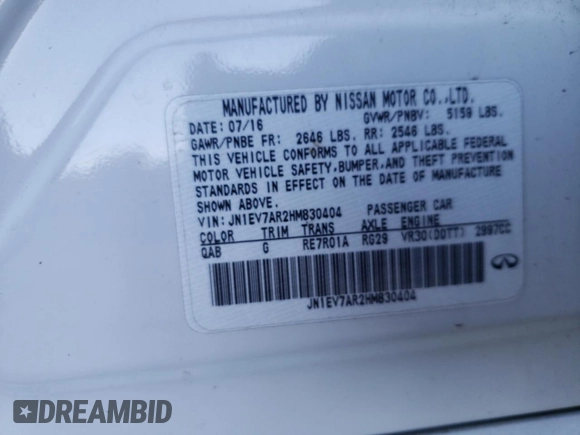 MANUFACTURED BY NISSAN MOTOR CO.,LTD.
DATE: 07/16 GVWR/PNBV: 5159 LBS.
GAWR/PNBE FR: 2646 LBS. RR: 2546 LBS.
THIS VEHICLE CONFORMS TO ALL APPLICABLE FEDERAL
MOTOR VEHICLE SAFETY,BUMPER,AND THEFT PREVENTION
STANDARDS IN EFFECT ON THE DATE OF MANUFACTURE
SHOWN ABOVE.
VIN: JN1EV7AR2HM830404 PASSENGER CAR
COLOR TRIM TRANS AXLE ENGINE
QAB G RE7R01A RG29 VR30(DDTT) 2997CC
JN1EV7AR2HM830404
DREAMBID